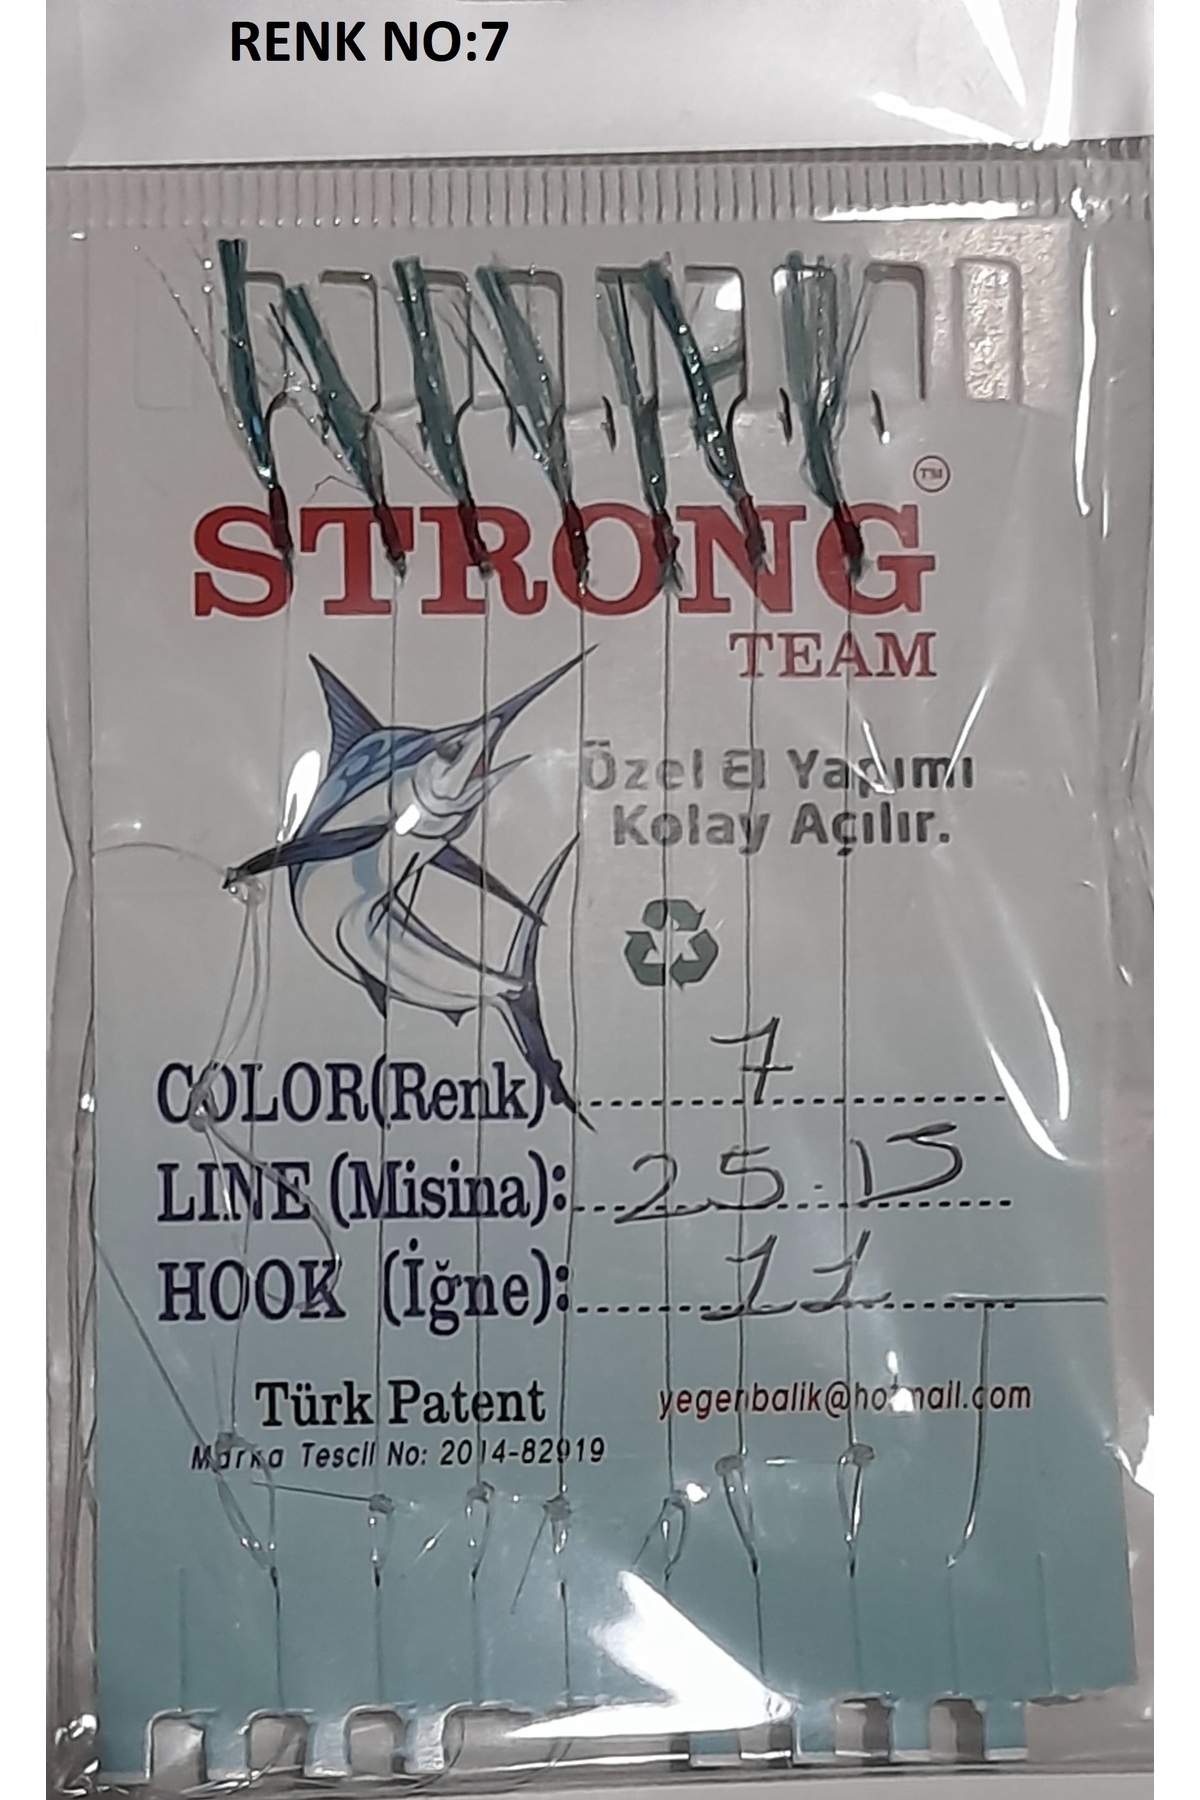 RENK NO:7
STRONG
TM
TEAM
Özel El Yapımı
Kolay Açılır.
COLOR(Renk): 7
LINE (Misina): 25.15
HOOK (İğne): 11
Türk Patent
Marka Tescil No: 2014-82919
yegenbalik@hotmail.com